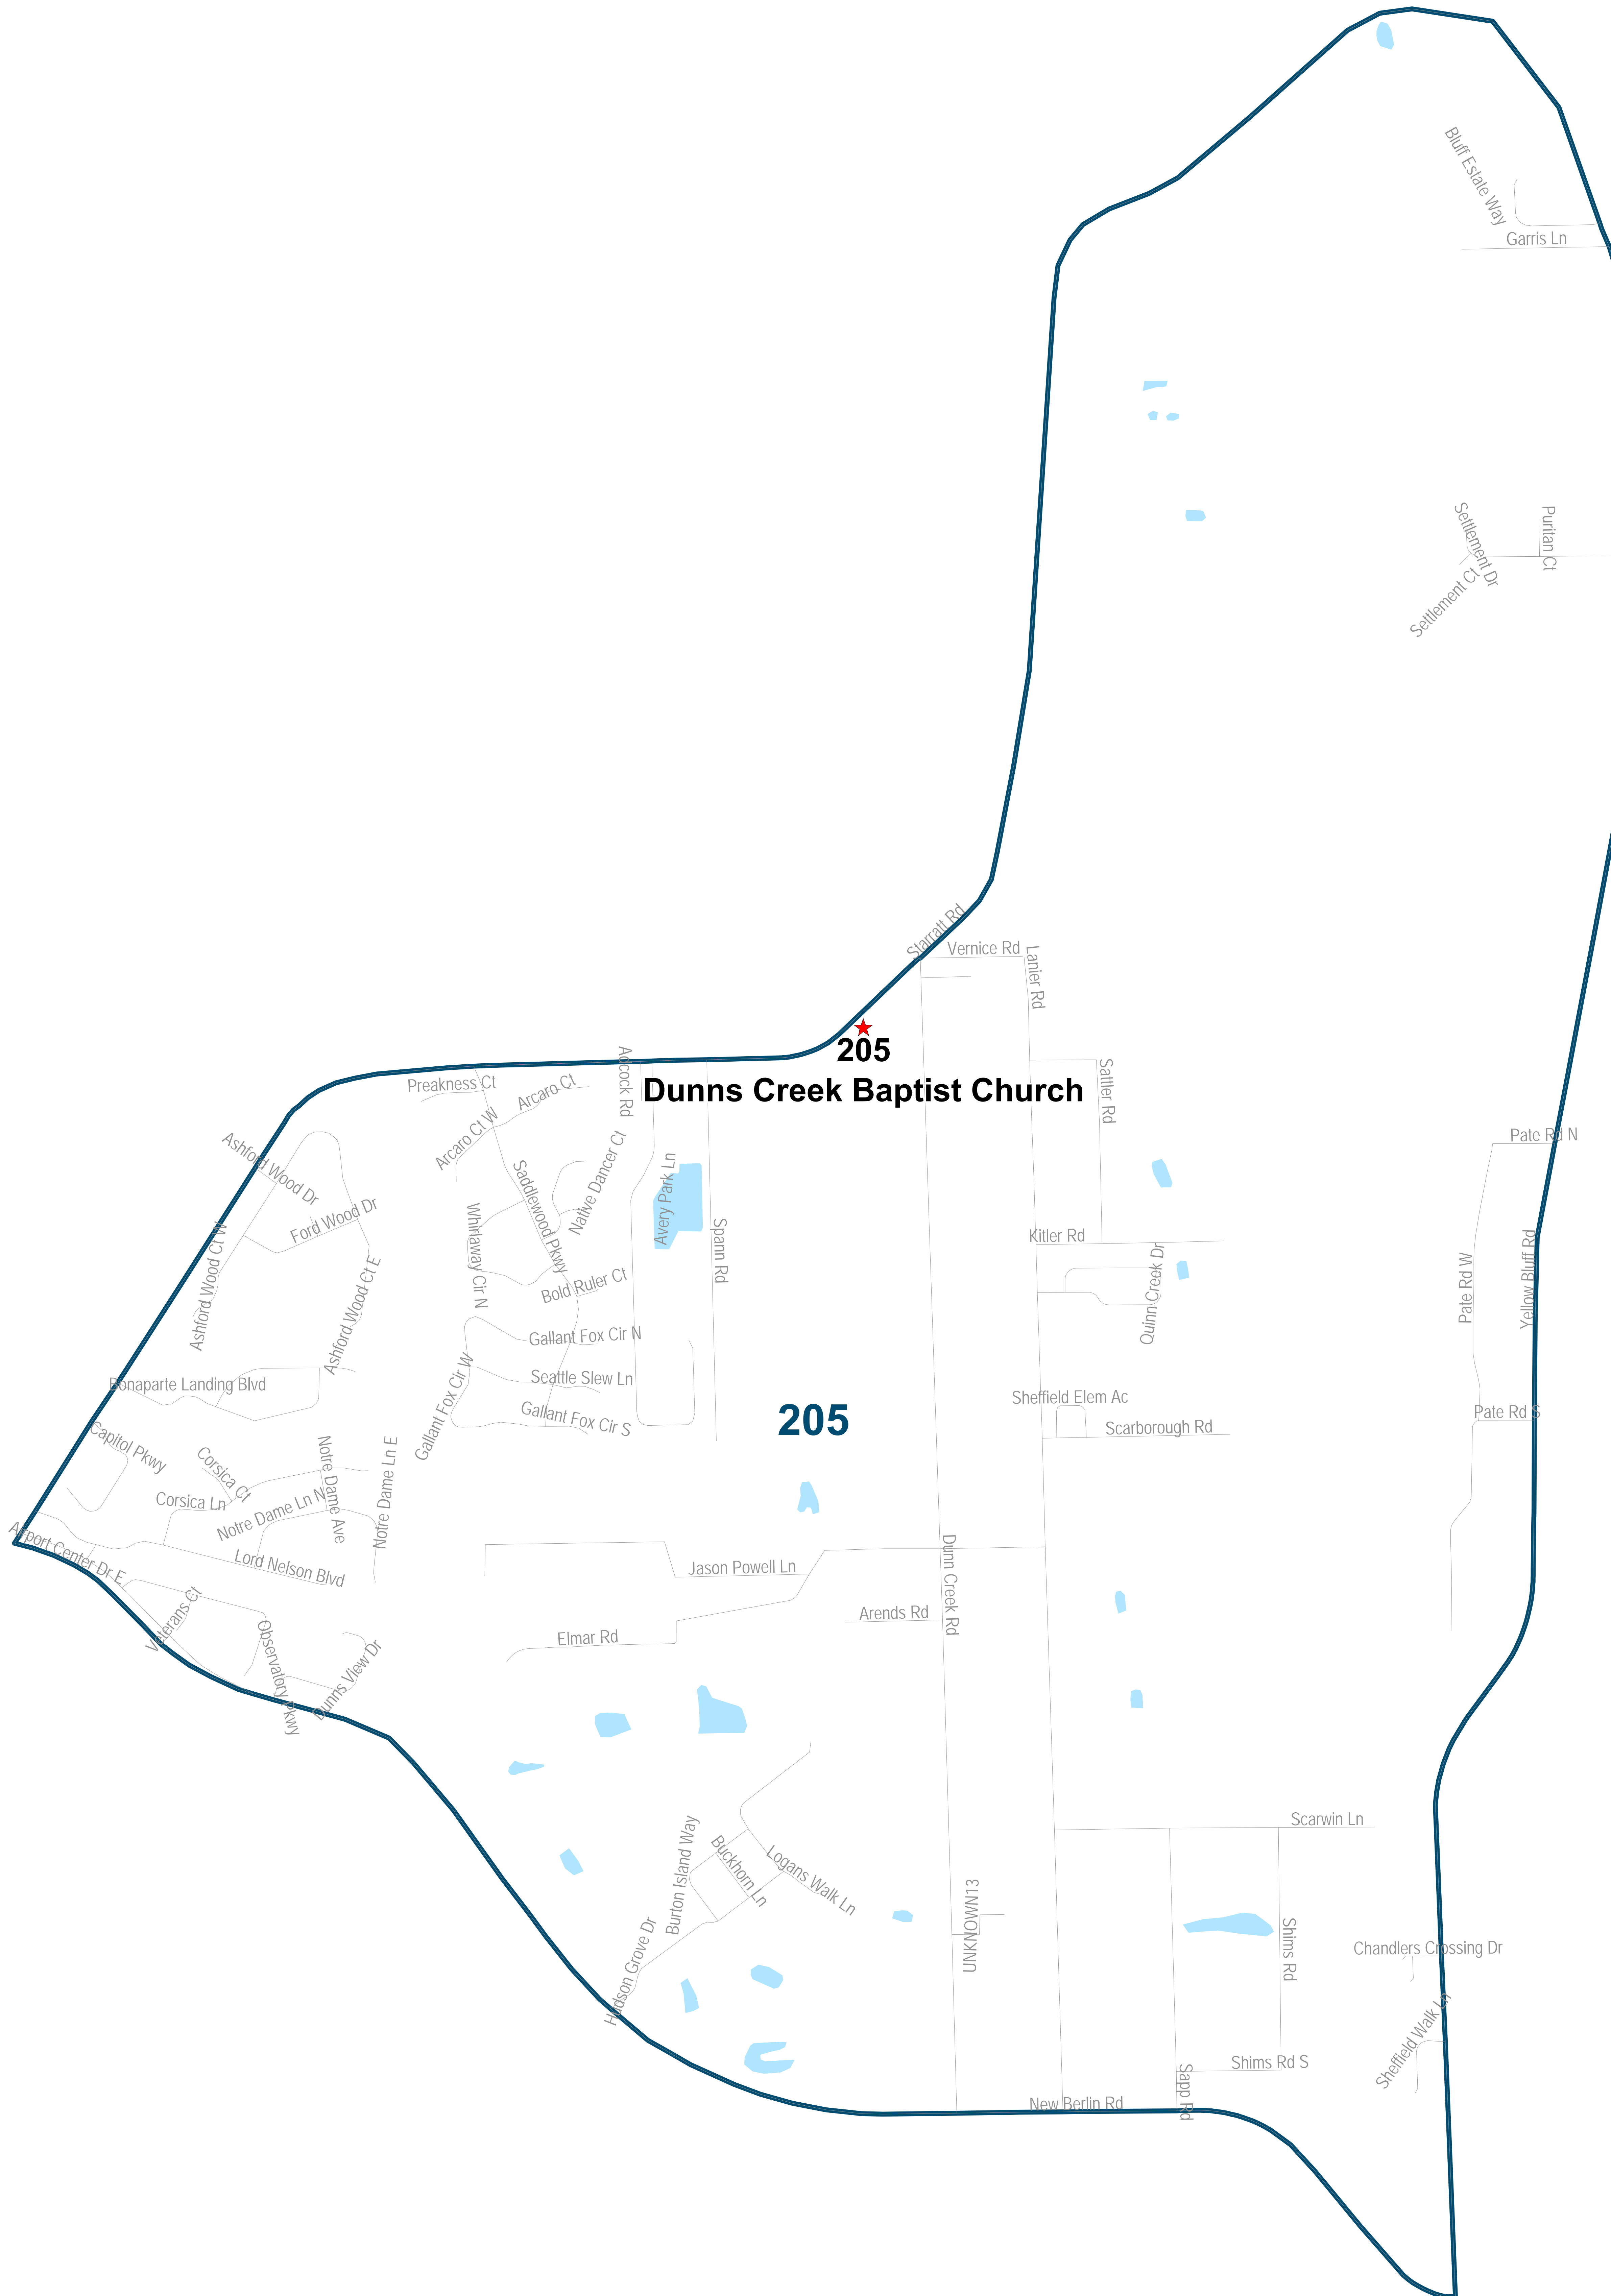 Bluff Estate Way
Garris Ln
Settlement Dr
Puritan Ct
Settlement Ct
Starratt Rd
Vernice Rd
Lanier Rd
205
Dunns Creek Baptist Church
Adcock Rd
Sattler Rd
Preakness Ct
Arcaro Ct
Arcaro Ct W
Ashford Wood Dr
Ford Wood Dr
Ashford Wood Ct W
Ashford Wood Ct E
Saddlewood Pkwy
Native Dancer Ct
Avery Park Ln
Spann Rd
Whirlaway Cir N
Bold Ruler Ct
Gallant Fox Cir N
Gallant Fox Cir W
Seattle Slew Ln
Gallant Fox Cir S
Pate Rd N
Kitler Rd
Quinn Creek Dr
Pate Rd W
Yellow Bluff Rd
Bonaparte Landing Blvd
Sheffield Elem Ac
Scarborough Rd
Pate Rd S
205
Capitol Pkwy
Corsica Ct
Corsica Ln
Notre Dame Ln N
Notre Dame Ave
Notre Dame Ln E
Airport Center Dr E
Lord Nelson Blvd
Jason Powell Ln
Dunn Creek Rd
Veterans Ct
Observatory Pkwy
Dunns View Dr
Elmar Rd
Arends Rd
Burton Island Way
Buckhorn Ln
Logans Walk Ln
Hudson Grove Dr
UNKNOWN13
Scarwin Ln
Shims Rd
Chandlers Crossing Dr
Sheffield Walk Ln
Shims Rd S
Sapp Rd
New Berlin Rd